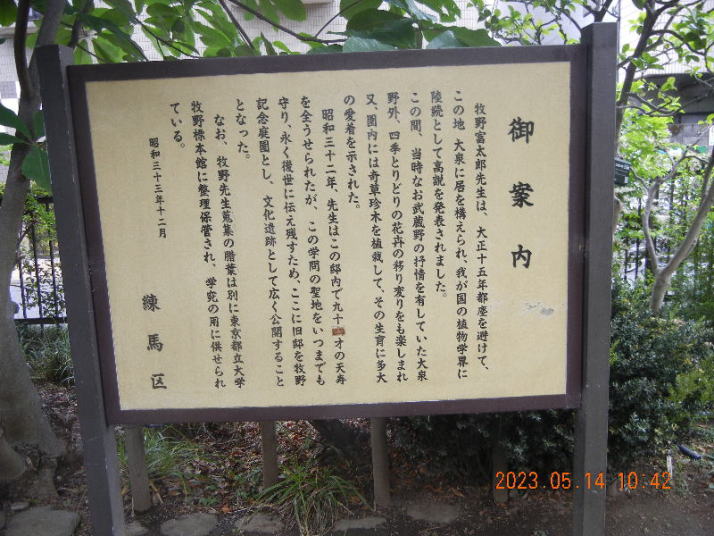 御案内
牧野富太郎先生は、大正十五年都塵を避けて、
この地、大泉に居を構えられ、我が国の植物学界に
陸続として高説を発表されました。
この間、当時なお武蔵野の抒情を有していた大泉
野外、四季とりどりの花卉の移り変りをも楽しまれ
又、園内には奇草珍木を植栽して、その生育に多大
の愛着を示された。
昭和三十二年、先生はこの邸内で九十 才の天寿
を全うせられたが、この学問の聖地をいつまでも
守り、永く後世に伝え残すため、ここに旧邸を牧野
記念庭園とし、文化遺跡として広く公開すること
となった。
なお、牧野先生蒐集の腊葉は別に東京都立大学
牧野標本館に整理保管され、学究の用に供せられ
ている。
昭和三十三年十二月
練馬区
2023.05.14 10:42